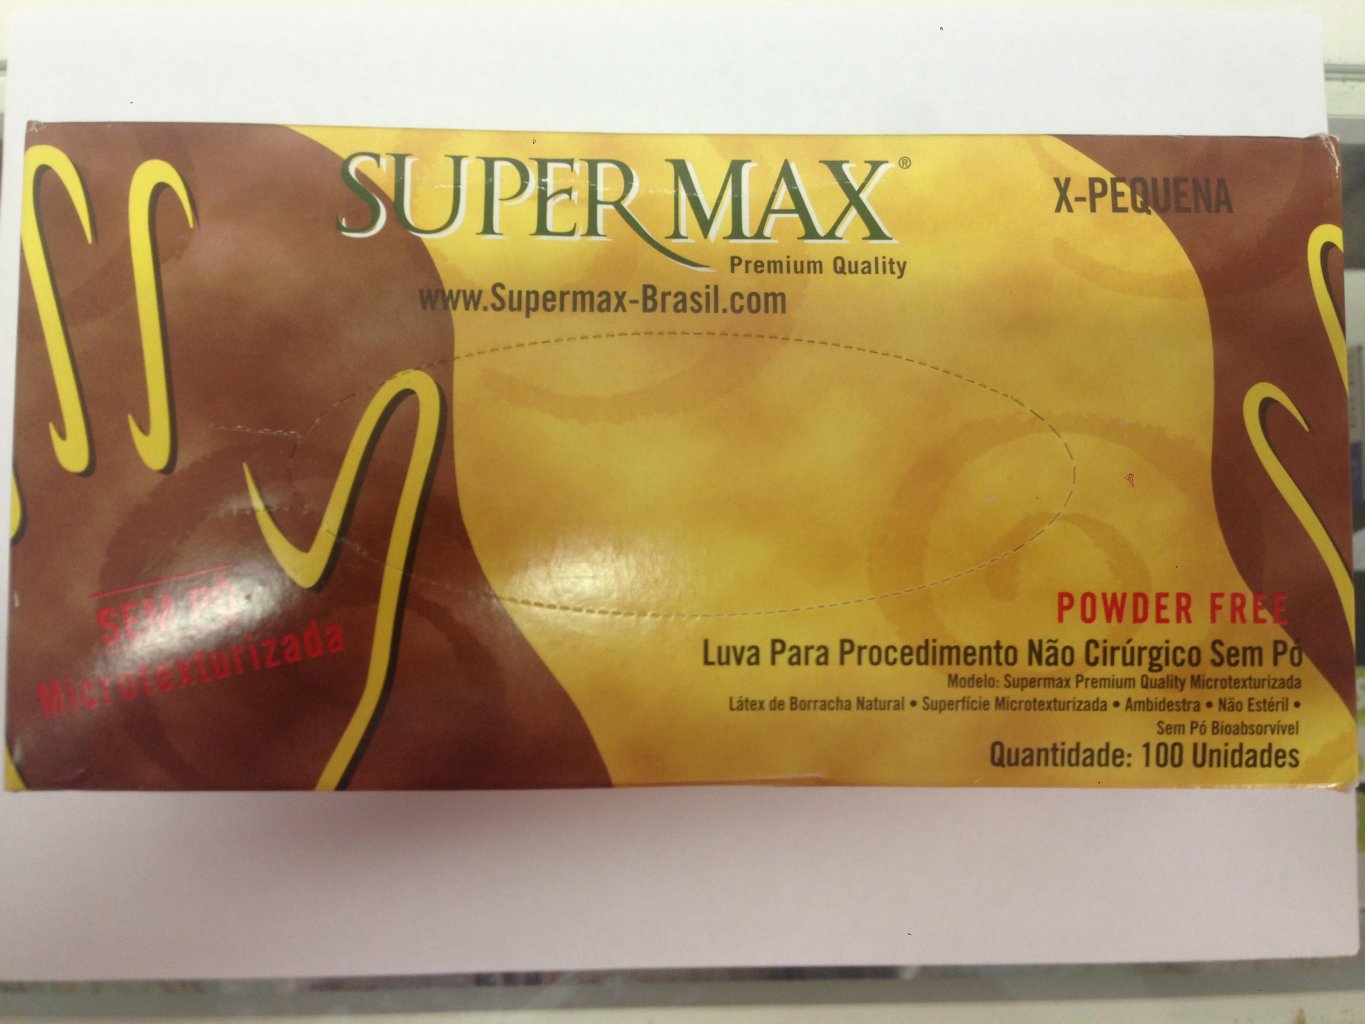 SUPERMAX®
X-PEQUENA
Premium Quality
www.Supermax-Brasil.com
SEM PÓ
Microtexturizada
POWDER FREE
Luva Para Procedimento Não Cirúrgico Sem Pó
Modelo: Supermax Premium Quality Microtexturizada
Látex de Borracha Natural • Superfície Microtexturizada • Ambidestra • Não Estéril •
Sem Pó Bioabsorvível
Quantidade: 100 Unidades